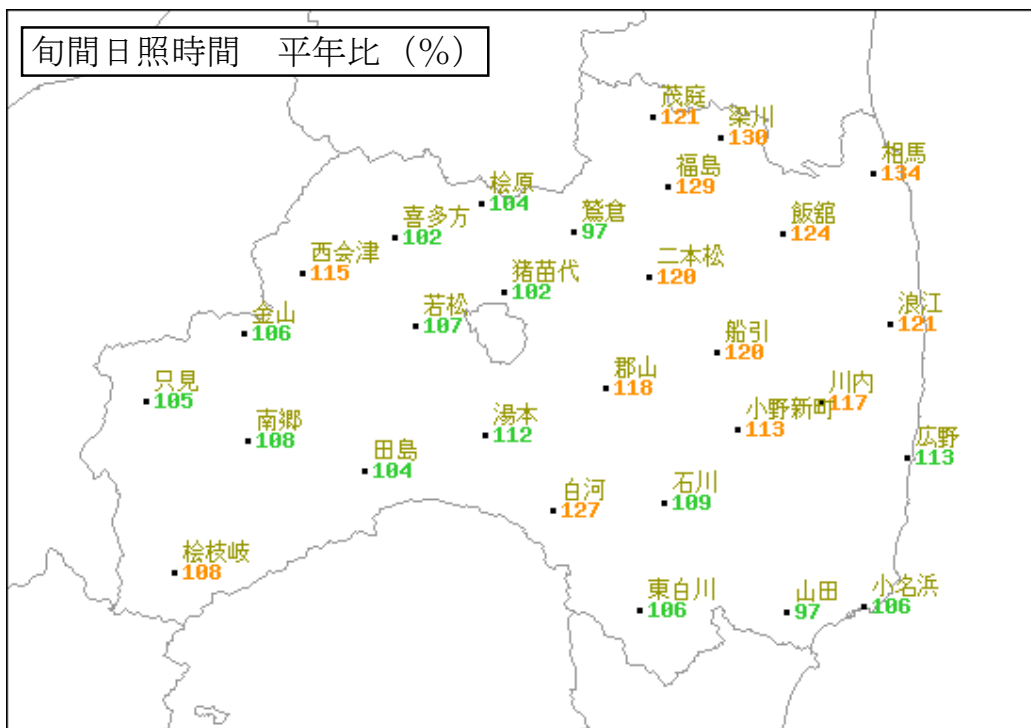 旬間日照時間　平年比（%）
茂庭
121
梁川
130
相馬
134
福島
129
桧原
104
鷲倉
97
飯舘
124
喜多方
102
西会津
115
二本松
120
猪苗代
102
若松
107
金山
106
浪江
121
船引
120
郡山
118
只見
105
川内
117
小野新町
113
南郷
108
湯本
112
田島
104
広野
113
白河
127
石川
109
桧枝岐
108
東白川
106
山田
97
小名浜
106